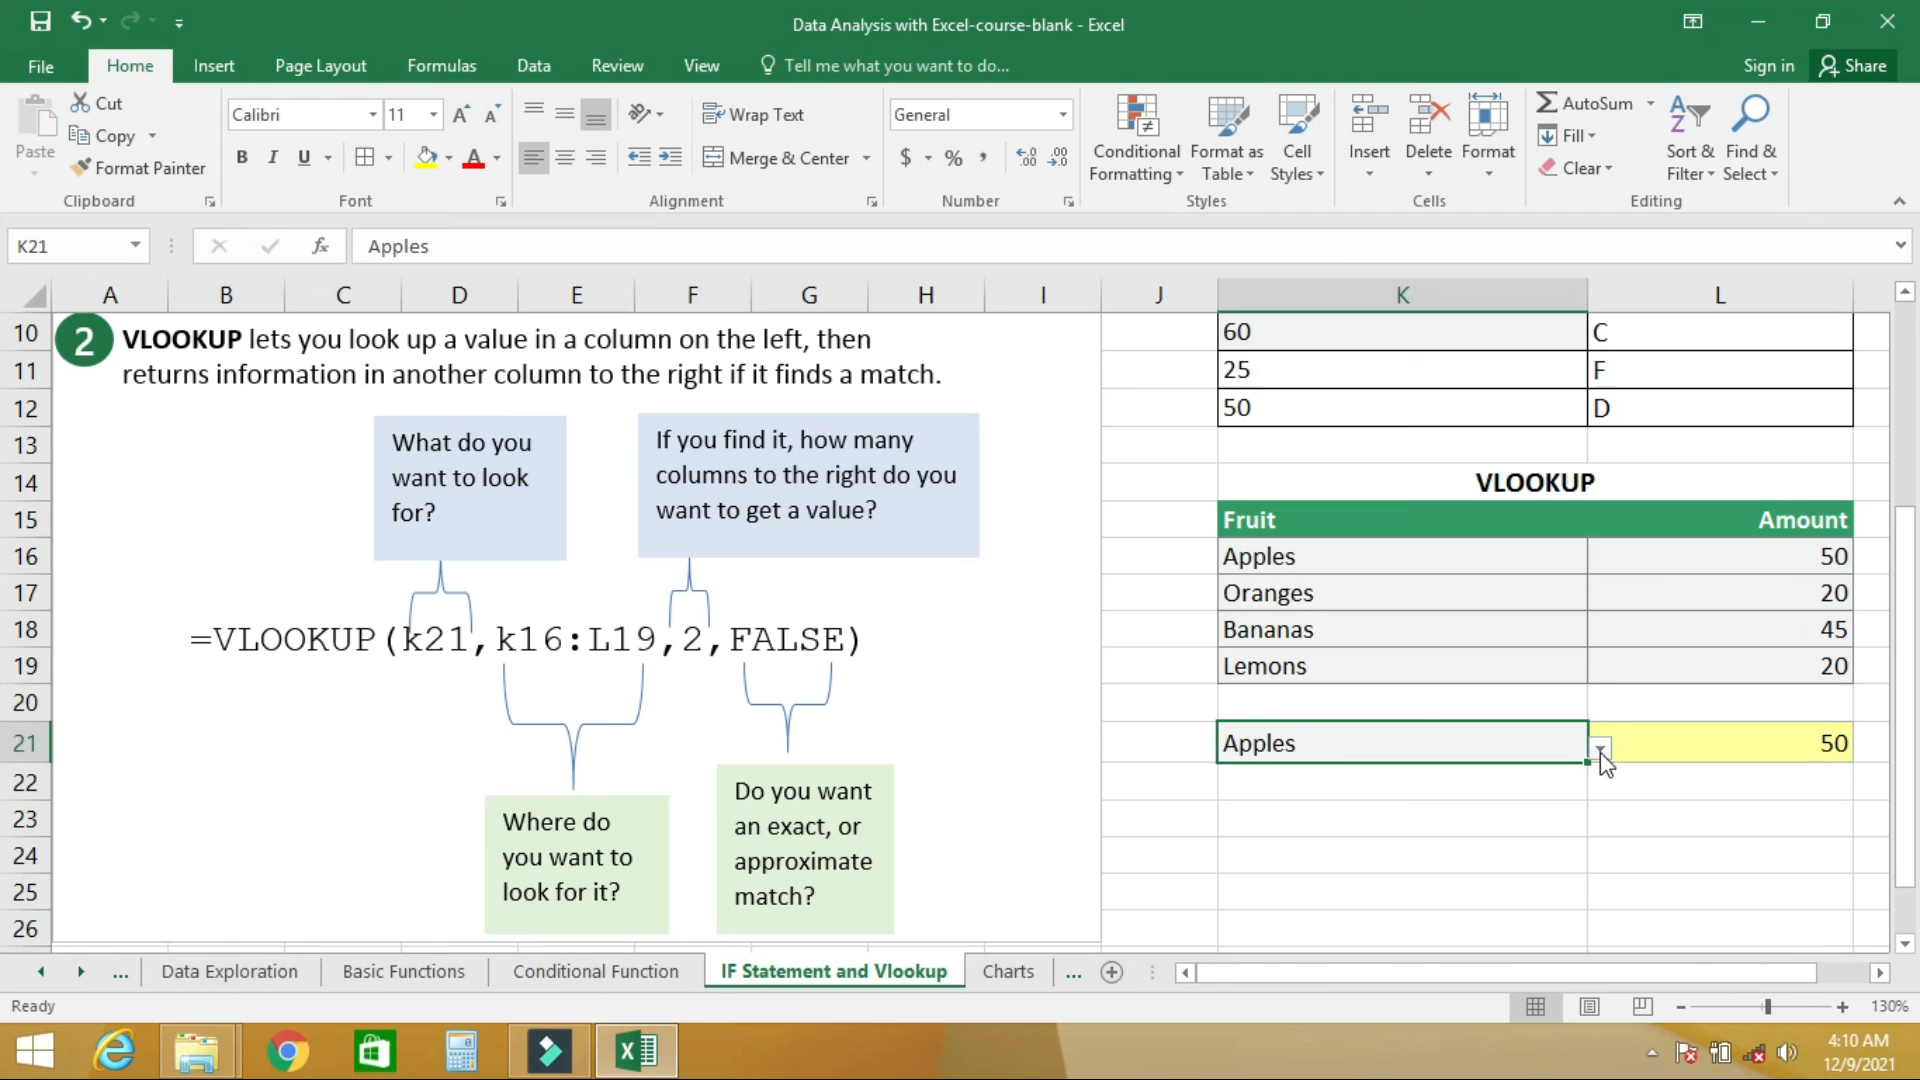 Data Analysis with Excel-course-blank - Excel
File Home Insert Page Layout Formulas Data Review View Tell me what you want to do... Sign in Share
Cut
Copy
Format Painter
Paste
Clipboard
Calibri 11
B I U
Font
Wrap Text
Merge & Center
Alignment
General
$ % ,
Number
Conditional Formatting
Format as Table
Cell Styles
Styles
Insert Delete Format
Cells
AutoSum
Fill
Clear
Sort & Filter
Find & Select
Editing
K21 fx Apples
A B C D E F G H I J K L
10
11
12
13
14
15
16
17
18
19
20
21
22
23
24
25
26
2
VLOOKUP lets you look up a value in a column on the left, then
returns information in another column to the right if it finds a match.
What do you
want to look
for?
If you find it, how many
columns to the right do you
want to get a value?
=VLOOKUP(k21,k16:L19,2,FALSE)
Where do
you want to
look for it?
Do you want
an exact, or
approximate
match?
60 C
25 F
50 D
VLOOKUP
Fruit Amount
Apples 50
Oranges 20
Bananas 45
Lemons 20
Apples 50
... Data Exploration Basic Functions Conditional Function IF Statement and Vlookup Charts ...
Ready 130%
4:10 AM
12/9/2021